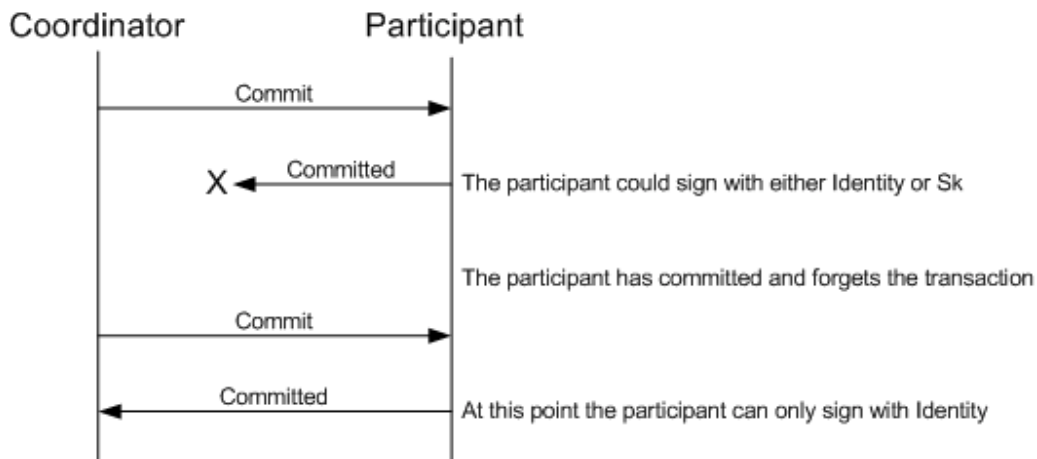 Coordinator Participant
Commit
X Committed The participant could sign with either Identity or Sk
The participant has committed and forgets the transaction
Commit
Committed At this point the participant can only sign with Identity